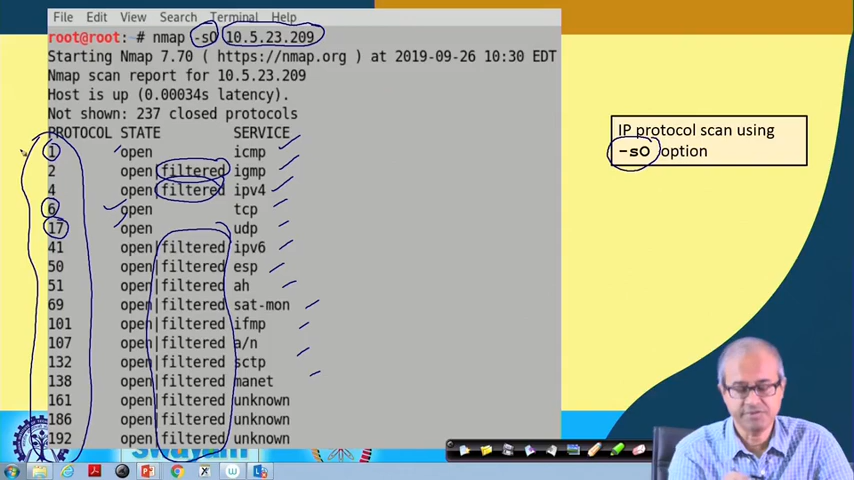 File Edit View Search Terminal Help
root@root: ~# nmap -sO 10.5.23.209
Starting Nmap 7.70 ( https://nmap.org ) at 2019-09-26 10:30 EDT
Nmap scan report for 10.5.23.209
Host is up (0.00034s latency).
Not shown: 237 closed protocols
PROTOCOL STATE SERVICE
1 open icmp
2 open|filtered igmp
4 open|filtered ipv4
6 open tcp
17 open udp
41 open|filtered ipv6
50 open|filtered esp
51 open|filtered ah
69 open|filtered sat-mon
101 open|filtered ifmp
107 open|filtered a/n
132 open|filtered sctp
138 open|filtered manet
161 open|filtered unknown
186 open|filtered unknown
192 open|filtered unknown
IP protocol scan using
-sO option
swayam